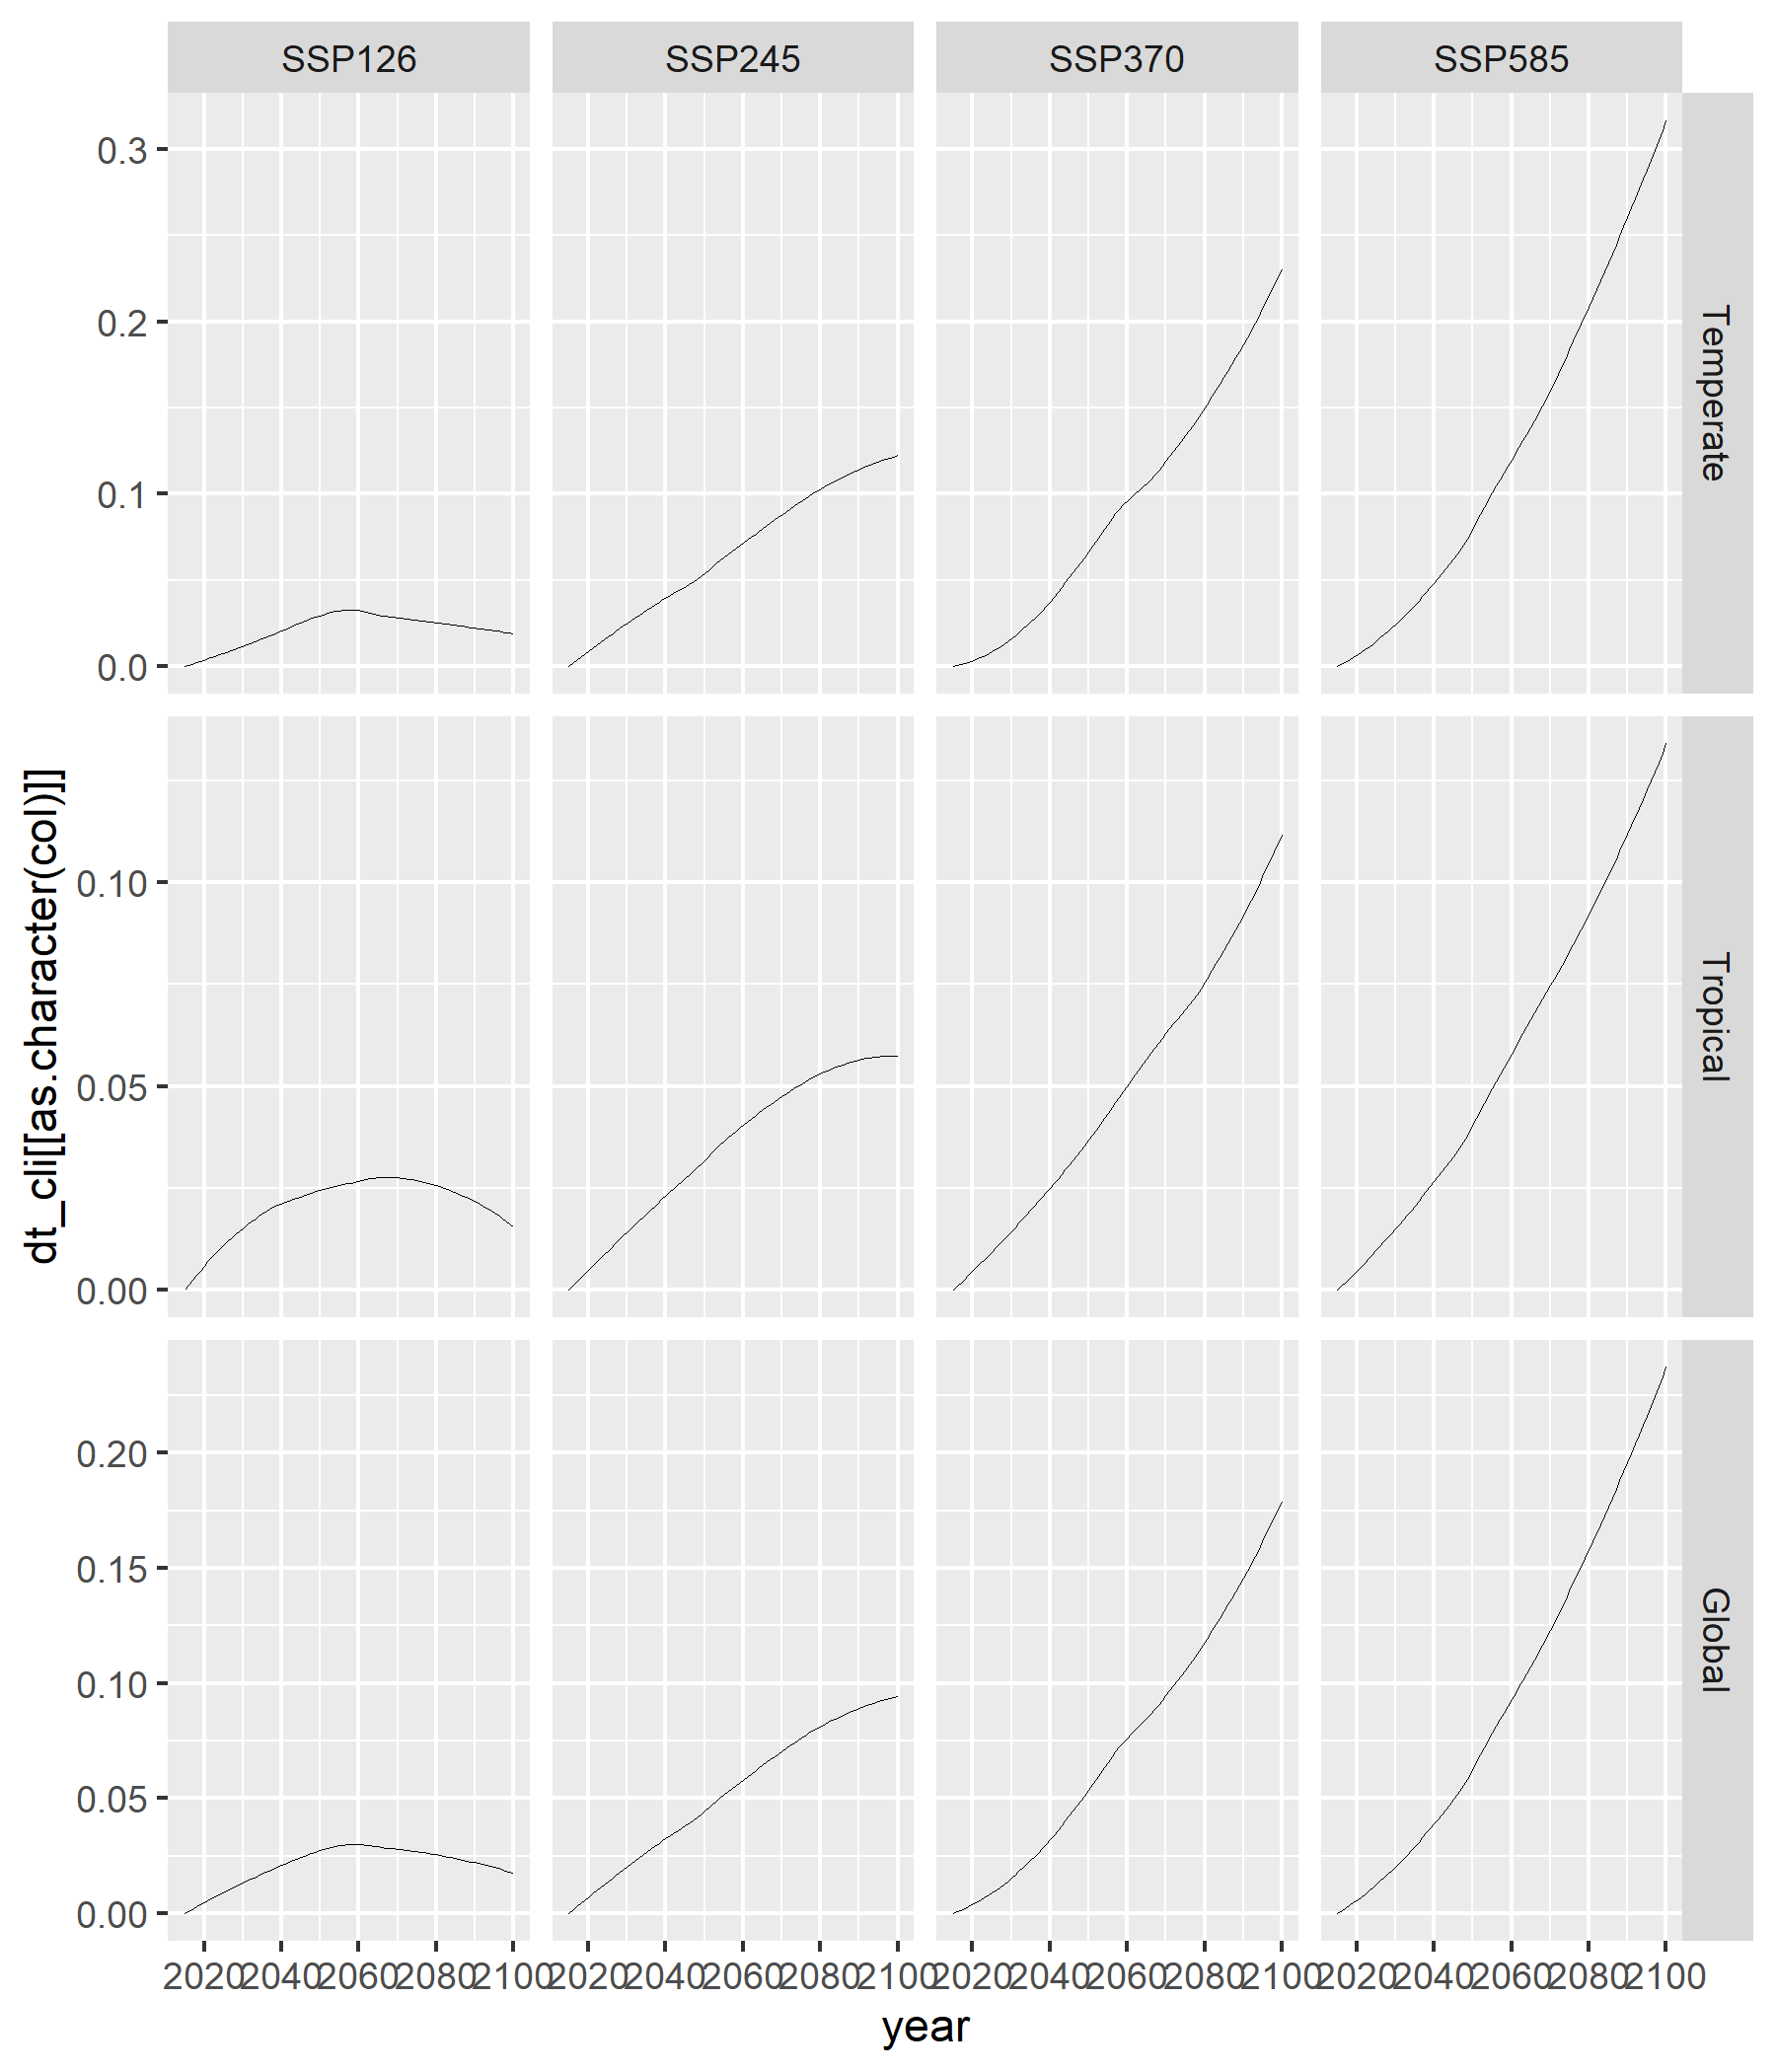 SSP126 SSP245 SSP370 SSP585
0.3
0.2
0.1
0.0
Temperate
0.10
0.05
0.00
Tropical
0.20
0.15
0.10
0.05
0.00
Global
dt_cli[[as.character(col)]]
2020 2040 2060 2080 2100 2020 2040 2060 2080 2100 2020 2040 2060 2080 2100 2020 2040 2060 2080 2100
year